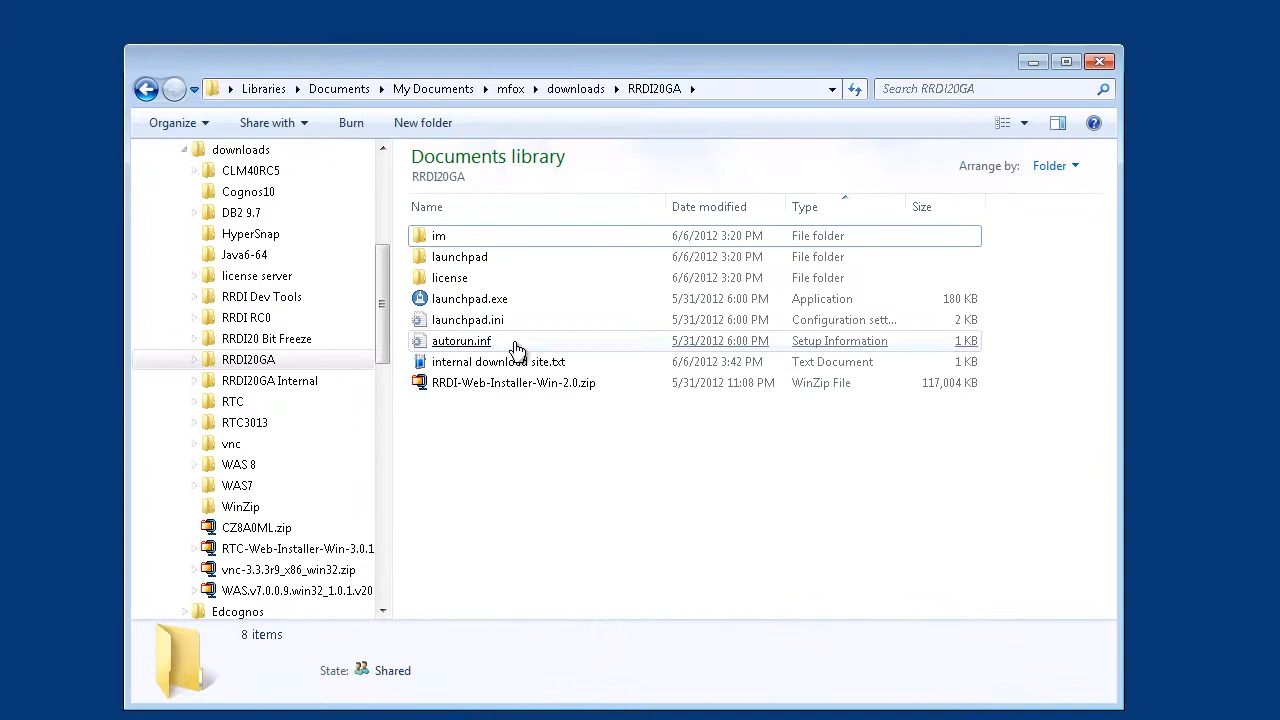 Libraries Documents My Documents mfox downloads RRDI20GA Search RRDI20GA
Organize Share with Burn New folder
downloads
CLM40RC5
Cognos10
DB2 9.7
HyperSnap
Java6-64
license server
RRDI Dev Tools
RRDI RC0
RRDI20 Bit Freeze
RRDI20GA
RRDI20GA Internal
RTC
RTC3013
vnc
WAS 8
WAS7
WinZip
CZ8A0ML.zip
RTC-Web-Installer-Win-3.0.1
vnc-3.3.3r9_x86_win32.zip
WAS.v7.0.0.9.win32_1.0.1.v20
Edcognos
Documents library
RRDI20GA
Arrange by: Folder
Name Date modified Type Size
im 6/6/2012 3:20 PM File folder
launchpad 6/6/2012 3:20 PM File folder
license 6/6/2012 3:20 PM File folder
launchpad.exe 5/31/2012 6:00 PM Application 180 KB
launchpad.ini 5/31/2012 6:00 PM Configuration sett... 2 KB
autorun.inf 5/31/2012 6:00 PM Setup Information 1 KB
internal download site.txt 6/6/2012 3:42 PM Text Document 1 KB
RRDI-Web-Installer-Win-2.0.zip 5/31/2012 11:08 PM WinZip File 117,004 KB
8 items
State: Shared